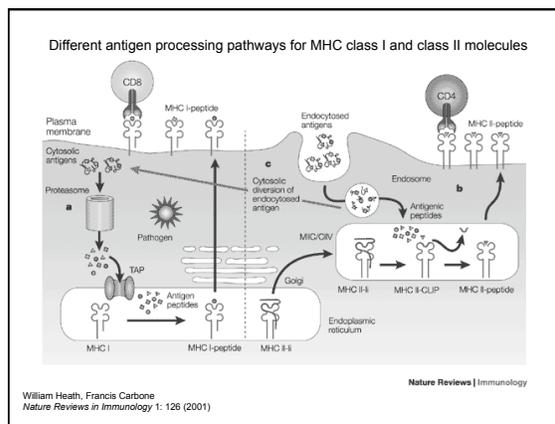 Different antigen processing pathways for MHC class I and class II molecules
CD8
CD4
Plasma
membrane
MHC
I-peptide
Endocytosed
antigens
MHC
II-peptide
Cytosolic
antigens
c
Endosome
Proteasome
Cytosolic
diversion of
endocytosed
antigen
b
a
Antigenic
peptides
Pathogen
MIIC/CIIV
TAP
Antigen
peptides
Golgi
MHC II-Ii
MHC II-CLIP
MHC II-peptide
Endoplasmic
reticulum
MHC I
MHC I-peptide
MHC II-Ii
Nature Reviews | Immunology
William Heath, Francis Carbone
Nature Reviews in Immunology 1: 126 (2001)